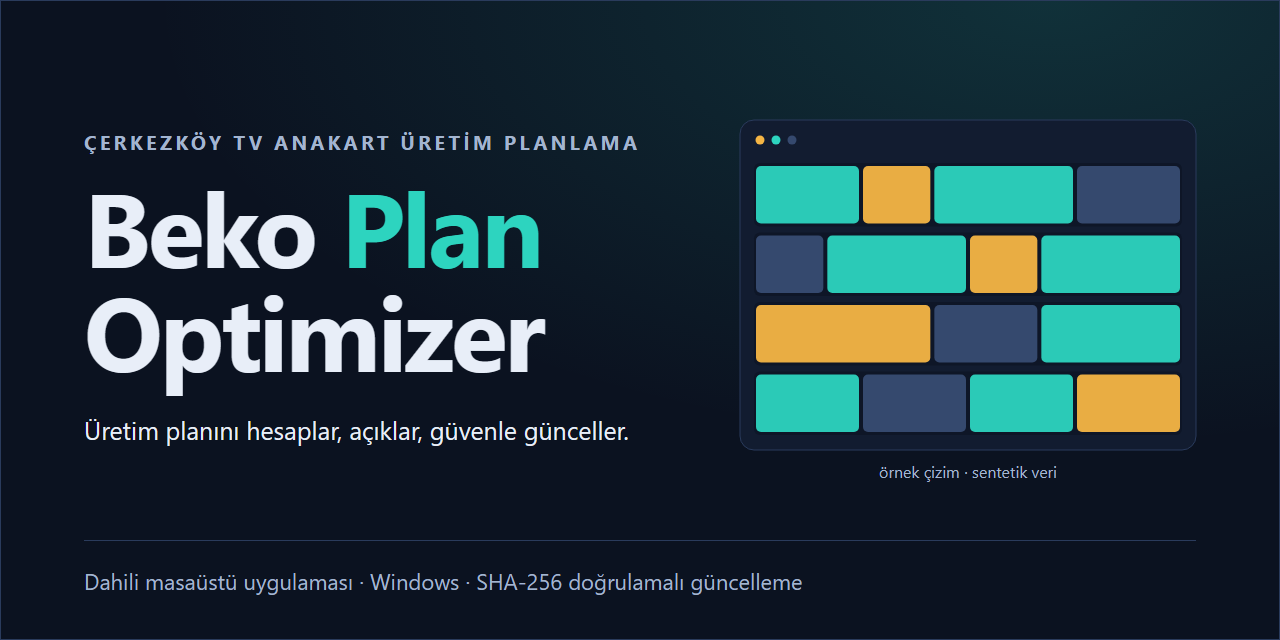 ÇERKEZKÖY TV ANAKART ÜRETİM PLANLAMA
Beko Plan
Optimizer
Üretim planını hesaplar, açıklar, güvenle günceller.
örnek çizim · sentetik veri
Dahili masaüstü uygulaması · Windows · SHA-256 doğrulamalı güncelleme